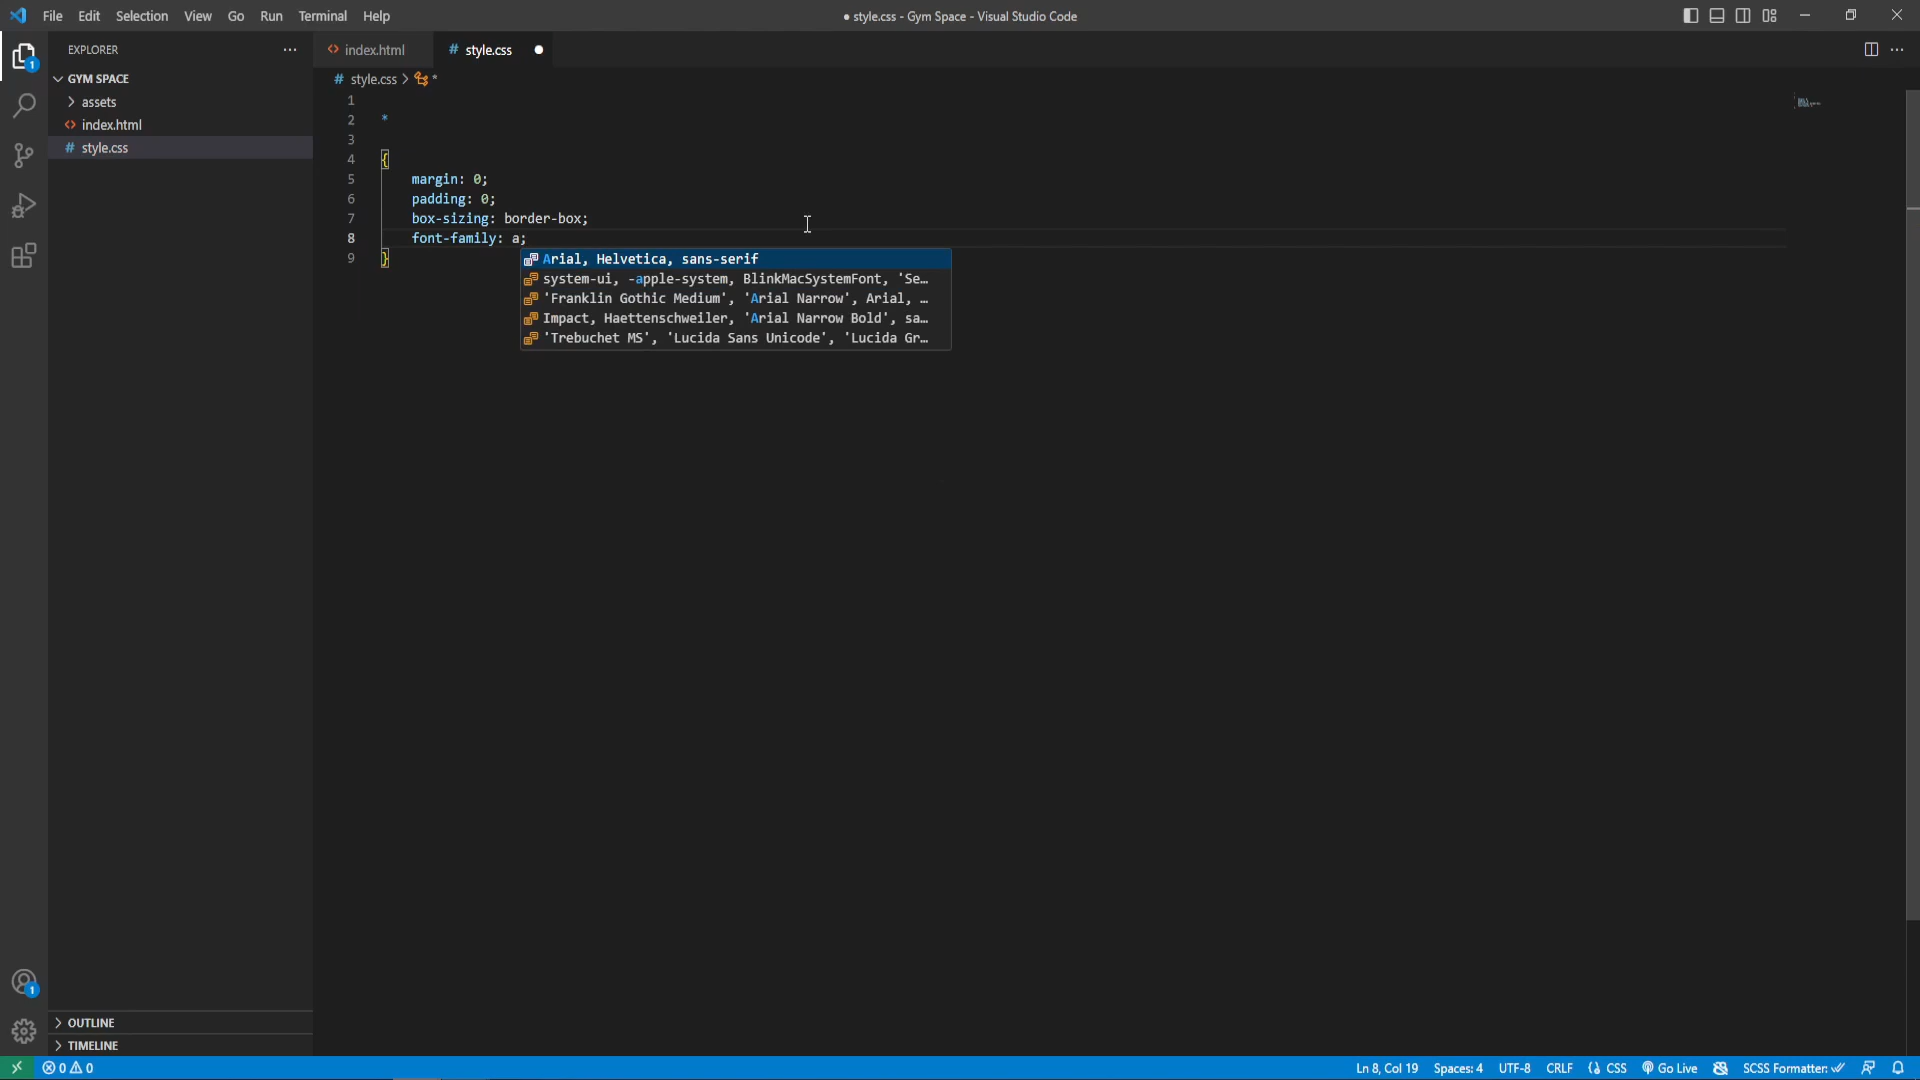 File Edit Selection View Go Run Terminal Help
● style.css - Gym Space - Visual Studio Code
EXPLORER
index.html
# style.css
GYM SPACE
# style.css > *
assets
index.html
# style.css
1
2 *
3
4 {
5 margin: 0;
6 padding: 0;
7 box-sizing: border-box;
8 font-family: a;
9 }
Arial, Helvetica, sans-serif
system-ui, -apple-system, BlinkMacSystemFont, 'Se…
'Franklin Gothic Medium', 'Arial Narrow', Arial, …
Impact, Haettenschweiler, 'Arial Narrow Bold', sa…
'Trebuchet MS', 'Lucida Sans Unicode', 'Lucida Gr…
1
1
OUTLINE
TIMELINE
0 0
Ln 8, Col 19 Spaces: 4 UTF-8 CRLF {} CSS Go Live SCSS Formatter: